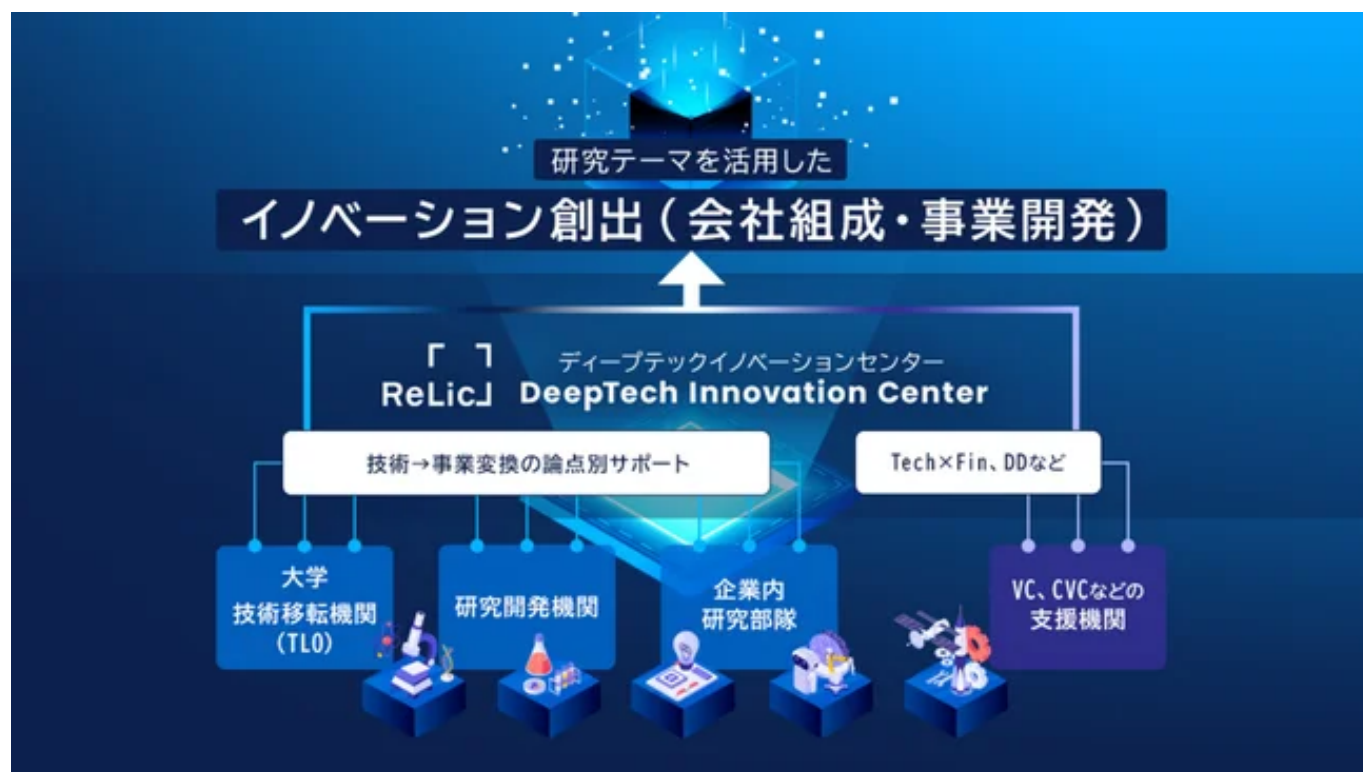 研究テーマを活用した
イノベーション創出(会社組成・事業開発)
ReLic
ディープテックイノベーションセンター
DeepTech Innovation Center
技術→事業変換の論点別サポート
Tech×Fin、DDなど
大学
技術移転機関
(TLO)
研究開発機関
企業内
研究部隊
VC、CVCなどの
支援機関